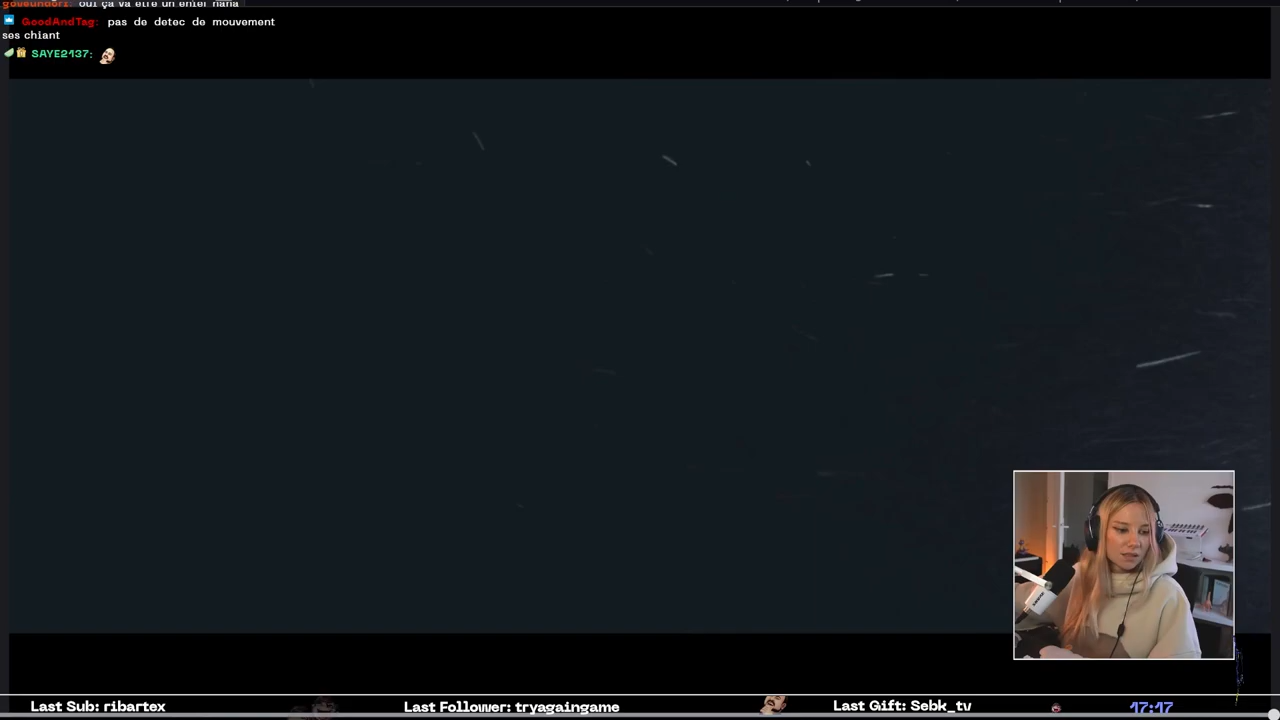 goveundorz: oui ça va être un enfer haha
GoodAndTag: pas de detec de mouvement
ses chiant
SAYE2137:
Last Sub: ribartex
Last Follower: tryagaingame
Last Gift: Sebk_tv
17:17